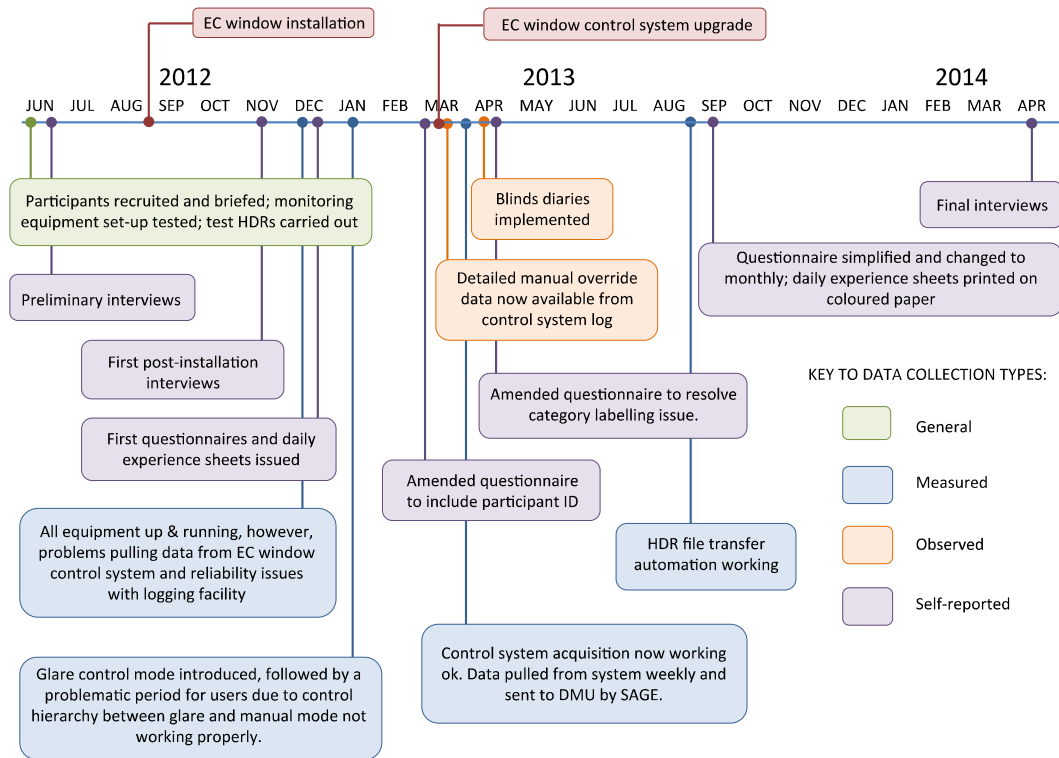 EC window installation
EC window control system upgrade
2012
2013
2014
JUN JUL AUG SEP OCT NOV DEC JAN FEB MAR APR MAY JUN JUL AUG SEP OCT NOV DEC JAN FEB MAR APR
Participants recruited and briefed; monitoring
equipment set-up tested; test HDRs carried out
Blinds diaries
implemented
Final interviews
Preliminary interviews
Detailed manual override
data now available from
control system log
Questionnaire simplified and changed to
monthly; daily experience sheets printed on
coloured paper
First post-installation
interviews
Amended questionnaire to resolve
category labelling issue.
First questionnaires and daily
experience sheets issued
Amended questionnaire
to include participant ID
All equipment up & running, however,
problems pulling data from EC window
control system and reliability issues
with logging facility
HDR file transfer
automation working
Glare control mode introduced, followed by a
problematic period for users due to control
hierarchy between glare and manual mode not
working properly.
Control system acquisition now working
ok. Data pulled from system weekly and
sent to DMU by SAGE.
KEY TO DATA COLLECTION TYPES:
General
Measured
Observed
Self-reported